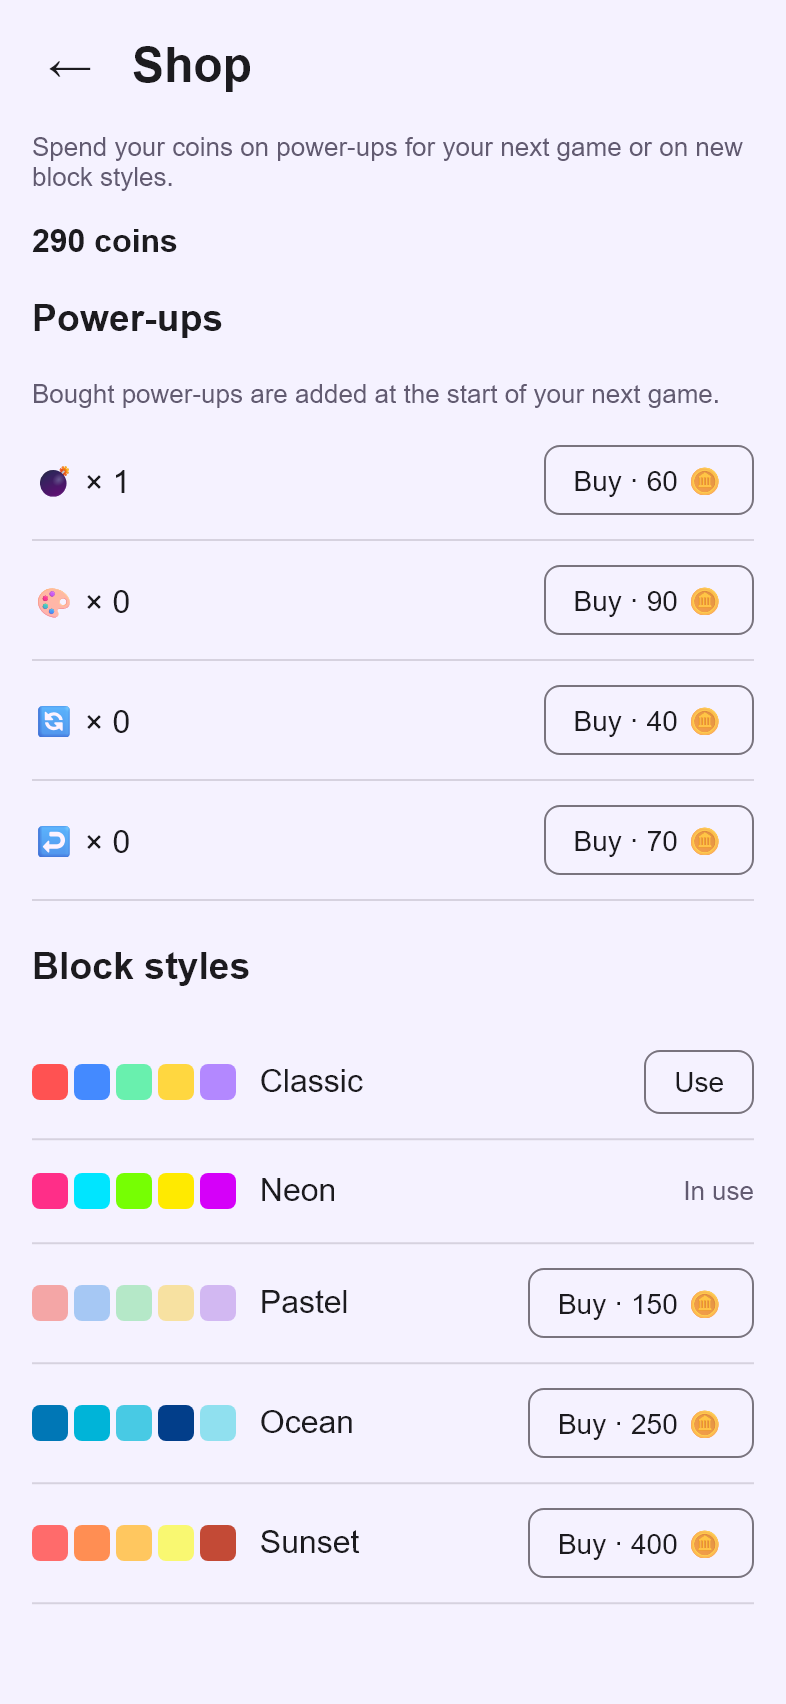 ← Shop
Spend your coins on power-ups for your next game or on new
block styles.
290 coins
Power-ups
Bought power-ups are added at the start of your next game.
💣 × 1 Buy · 60 🪙
🎨 × 0 Buy · 90 🪙
🔄 × 0 Buy · 40 🪙
↩️ × 0 Buy · 70 🪙
Block styles
Classic Use
Neon In use
Pastel Buy · 150 🪙
Ocean Buy · 250 🪙
Sunset Buy · 400 🪙